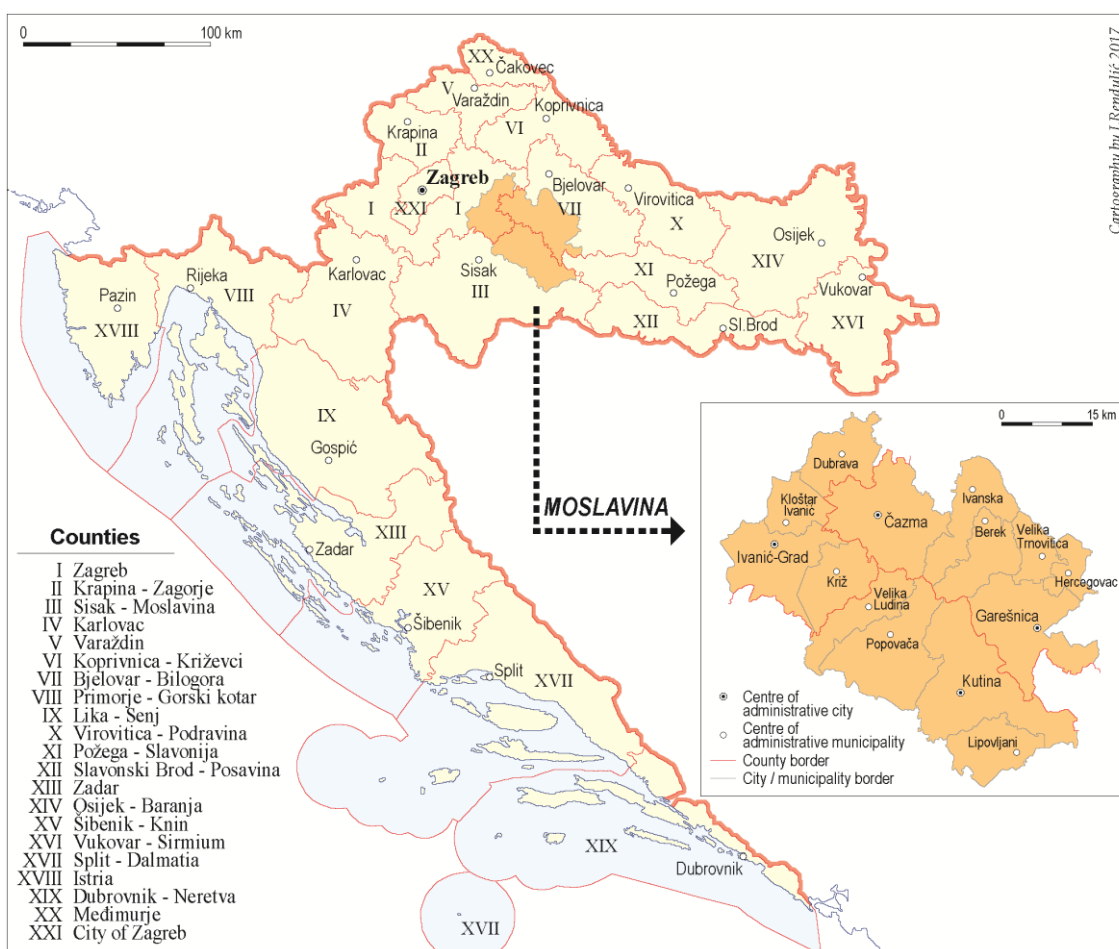 0 100 km
Cartography by I Rendulić 2017
XX
Čakovec
V
Varaždin
Koprivnica
Krapina
VI
II
Zagreb
Bjelovar
I
XXI
I
VII
Virovitica
X
Osijek
XIV
Rijeka
Karlovac
Sisak
XI
Požega
Vukovar
Pazin
VIII
III
IV
XII
Sl.Brod
XVI
XVIII
IX
Gospić
MOSLAVINA
0 15 km
Dubrava
Kloštar
Ivanić
Čazma
Ivanska
Berek
Velika
Trnovitica
Ivanić-Grad
Hercegovac
Križ
Velika
Ludina
Garešnica
Popovača
Kutina
Lipovljani
Centre of
administrative city
Centre of
administrative municipality
County border
City / municipality border
Zadar
XIII
XV
Šibenik
Split
XVII
XIX
Dubrovnik
XVII
Counties
I Zagreb
II Krapina - Zagorje
III Sisak - Moslavina
IV Karlovac
V Varaždin
VI Koprivnica - Križevci
VII Bjelovar - Bilogora
VIII Primorje - Gorski kotar
IX Lika - Senj
X Virovitica - Podravina
XI Požega - Slavonija
XII Slavonski Brod - Posavina
XIII Zadar
XIV Osijek - Baranja
XV Šibenik - Knin
XVI Vukovar - Sirmium
XVII Split - Dalmatia
XVIII Istria
XIX Dubrovnik - Neretva
XX Međimurje
XXI City of Zagreb